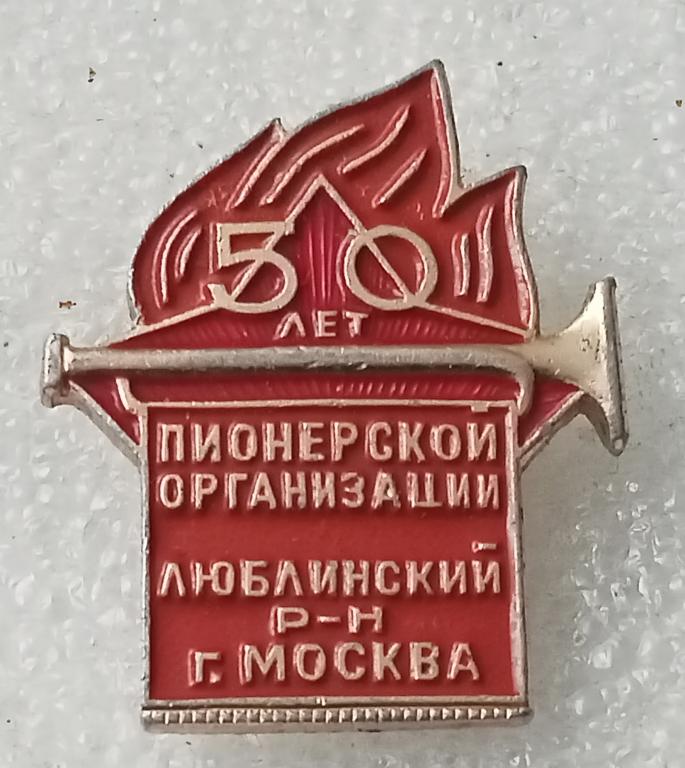 50
ЛЕТ
ПИОНЕРСКОЙ
ОРГАНИЗАЦИИ
ЛЮБЛИНСКИЙ
Р-Н
Г. МОСКВА